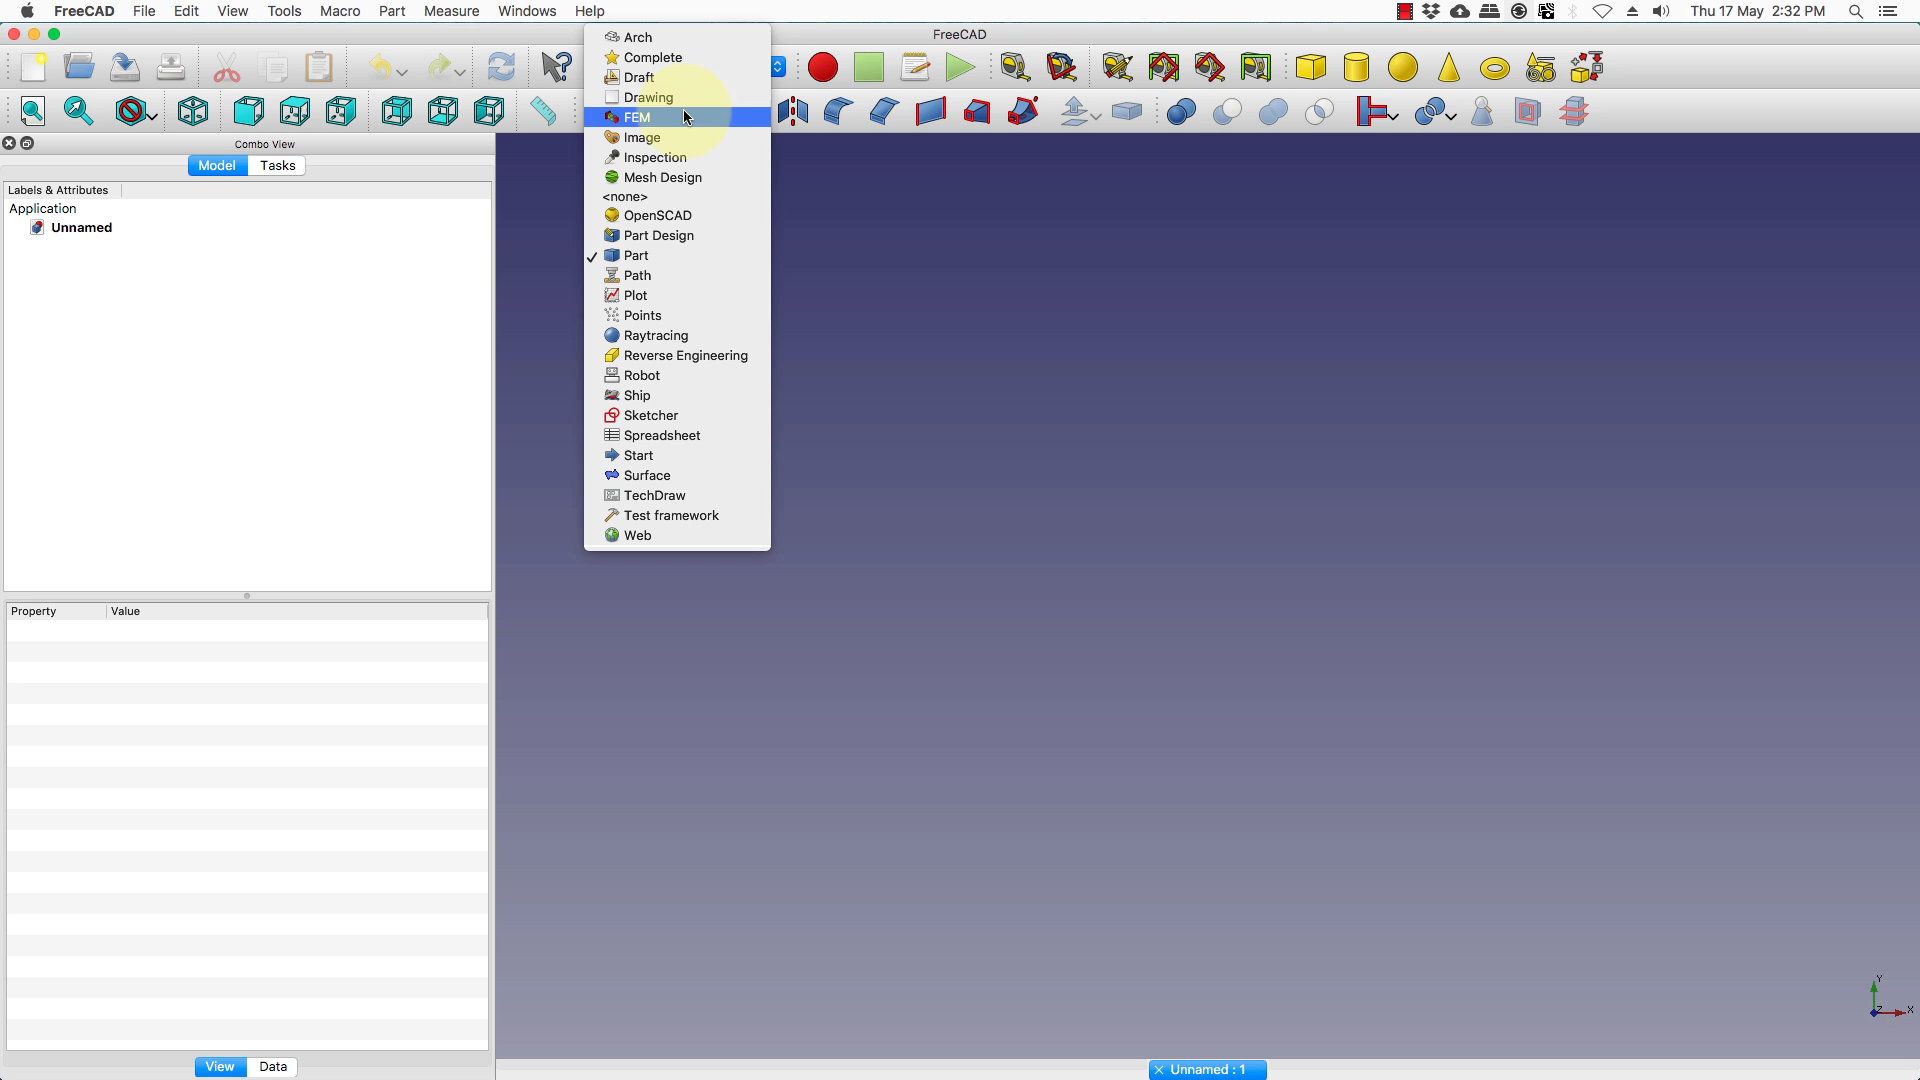 FreeCAD File Edit View Tools Macro Part Measure Windows Help Thu 17 May 2:32 PM
FreeCAD
Arch
Complete
Draft
Drawing
FEM
Image
Inspection
Mesh Design
<none>
OpenSCAD
Part Design
Part
Path
Plot
Points
Raytracing
Reverse Engineering
Robot
Ship
Sketcher
Spreadsheet
Start
Surface
TechDraw
Test framework
Web
Combo View
Model Tasks
Labels & Attributes
Application
Unnamed
Property Value
View Data
Unnamed : 1
Y
Z
X